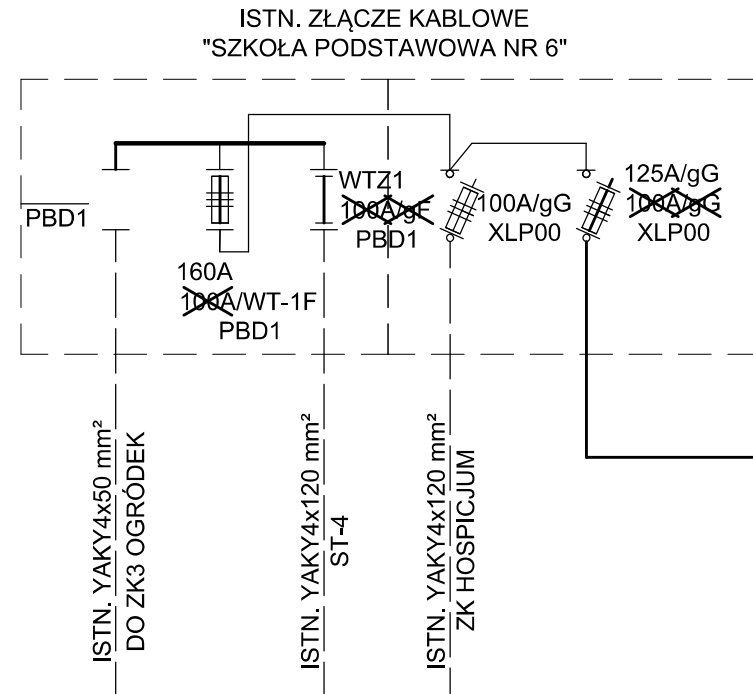 ISTN. ZŁĄCZE KABLOWE
"SZKOŁA PODSTAWOWA NR 6"
PBD1
160A
100A/WT-1F
PBD1
WTZ1
100A/gF
PBD1
100A/gG
XLP00
125A/gG
100A/gG
XLP00
ISTN. YAKY4x50 mm²
DO ZK3 OGRÓDEK
ISTN. YAKY4x120 mm²
ST-4
ISTN. YAKY4x120 mm²
ZK HOSPICJUM